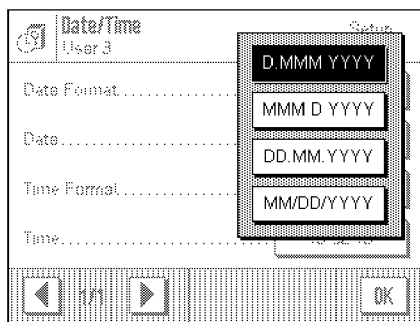 Date/Time
User 3
Setup
Date Format
D.MMM YYYY
MMM D YYYY
Date
DD.MM.YYYY
Time Format
MM/DD/YYYY
Time
1/1
OK